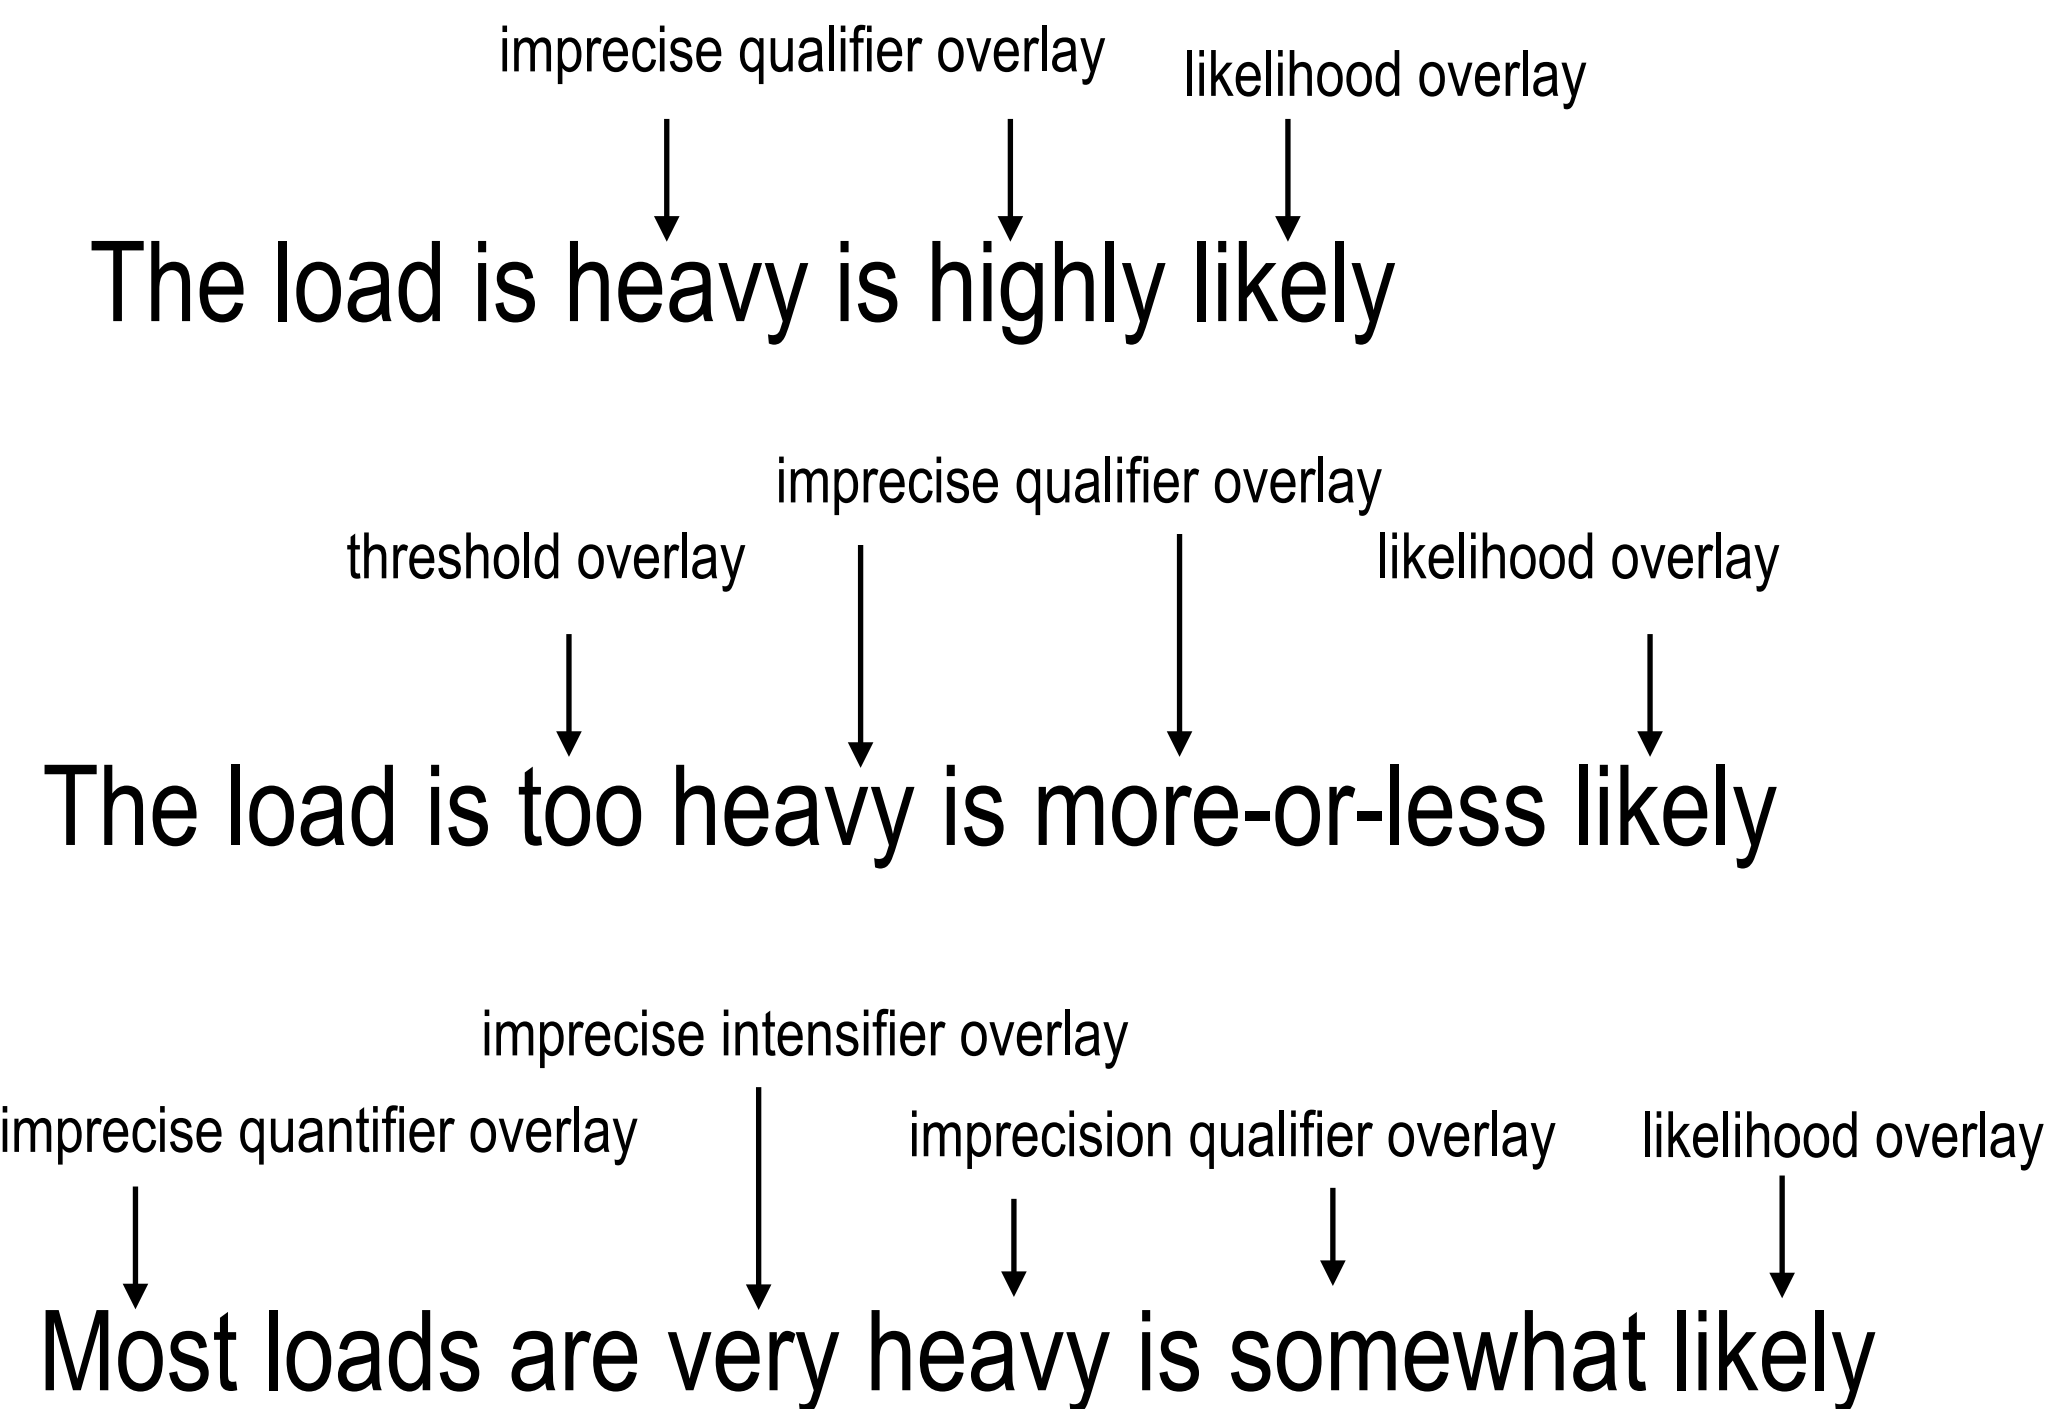 imprecise qualifier overlay
likelihood overlay
The load is heavy is highly likely
imprecise qualifier overlay
threshold overlay
likelihood overlay
The load is too heavy is more-or-less likely
imprecise intensifier overlay
imprecise quantifier overlay
imprecision qualifier overlay
likelihood overlay
Most loads are very heavy is somewhat likely